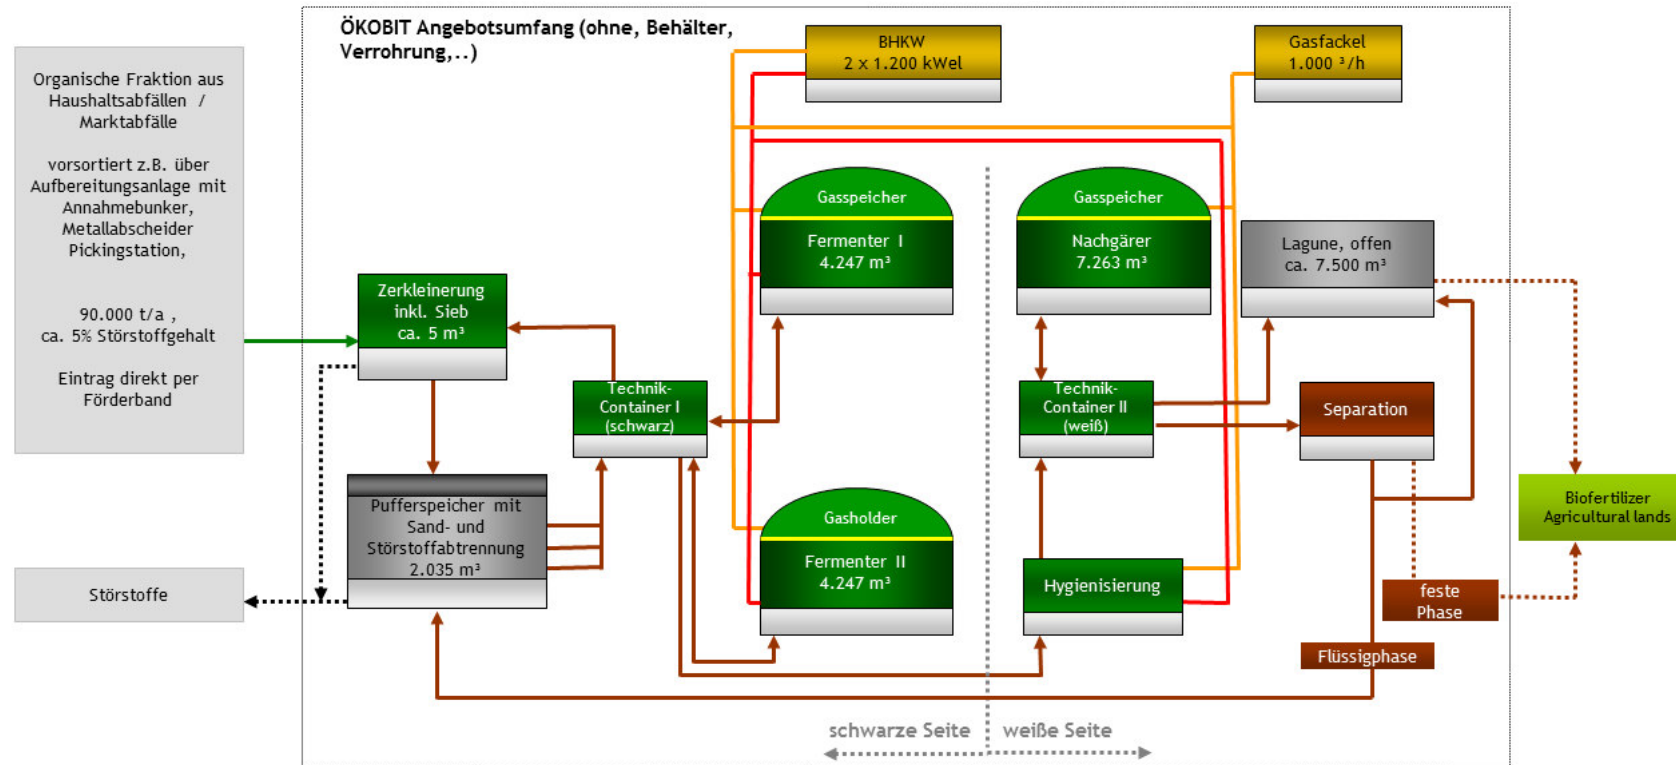 ÖKOBIT Angebotsumfang (ohne, Behälter,
Verrohrung,..)
Organische Fraktion aus
Haushaltsabfällen /
Marktabfälle
vorsortiert z.B. über
Aufbereitungsanlage mit
Annahmebunker,
Metallabscheider
Pickingstation,
90.000 t/a ,
ca. 5% Störstoffgehalt
Eintrag direkt per
Förderband
Störstoffe
BHKW
2 x 1.200 kWel
Gasfackel
1.000 ³/h
Zerkleinerung
inkl. Sieb
ca. 5 m³
Pufferspeicher mit
Sand- und
Störstoffabtrennung
2.035 m³
Technik-
Container I
(schwarz)
Gasspeicher
Fermenter I
4.247 m³
Gasholder
Fermenter II
4.247 m³
Gasspeicher
Nachgärer
7.263 m³
Technik-
Container II
(weiß)
Hygienisierung
Lagune, offen
ca. 7.500 m³
Separation
feste
Phase
Flüssigphase
Biofertilizer
Agricultural lands
schwarze Seite
weiße Seite